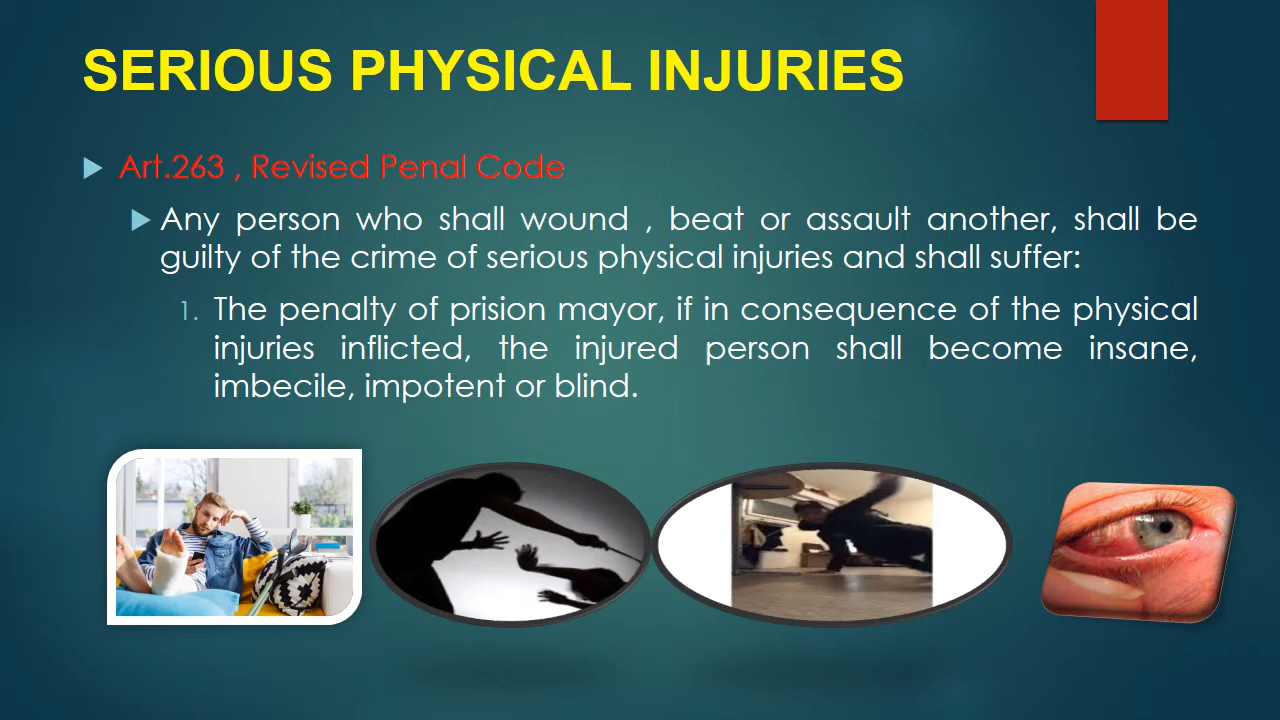 SERIOUS PHYSICAL INJURIES
Art.263 , Revised Penal Code
Any person who shall wound , beat or assault another, shall be
guilty of the crime of serious physical injuries and shall suffer:
1. The penalty of prision mayor, if in consequence of the physical
injuries inflicted, the injured person shall become insane,
imbecile, impotent or blind.